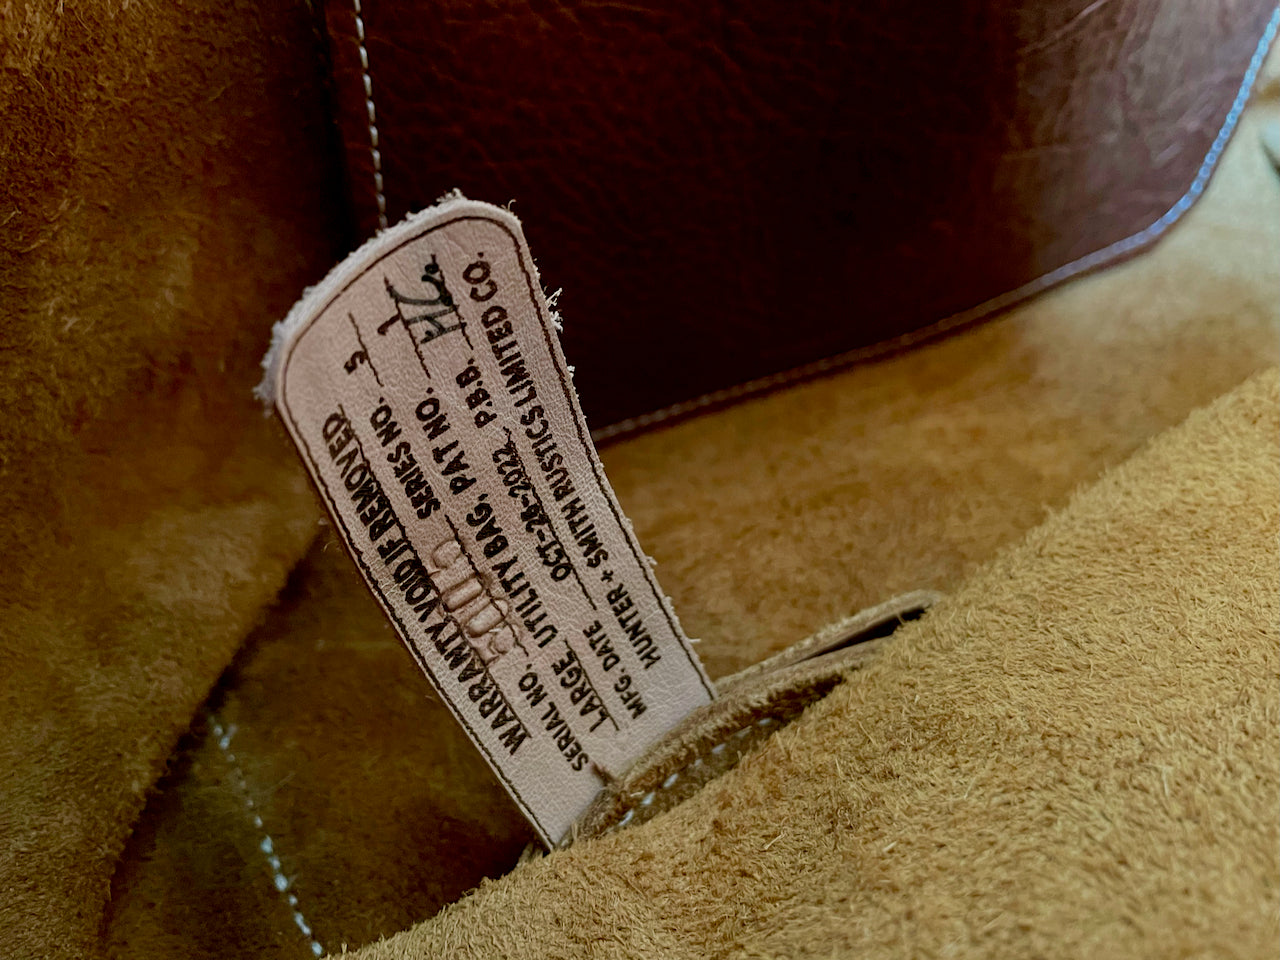 WARRANTY VOID IF REMOVED
SERIAL NO. SERIES NO. S
LARGE, UTILITY BAG, PAT NO.
MFG. DATE OCT-26-2022 P.B.B.
HUNTER + SMITH RUSTICS LIMITED CO.